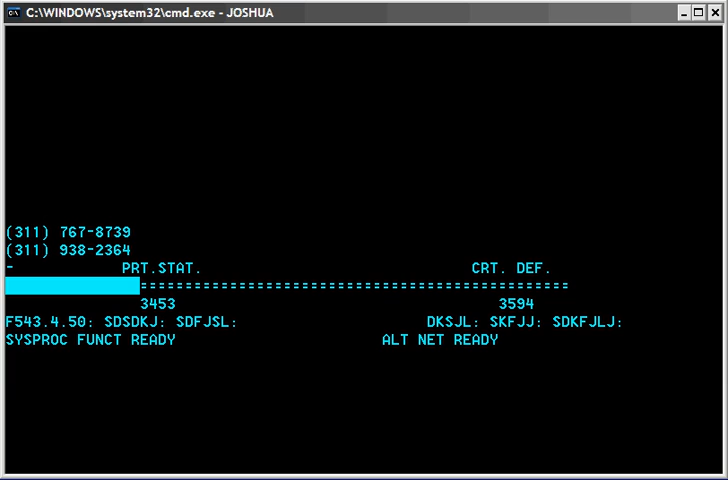 C:\WINDOWS\system32\cmd.exe - JOSHUA
(311) 767-8739
(311) 938-2364
- PRT.STAT. CRT. DEF.
================================================
3453 3594
F543.4.50: SDSDKJ: SDFJSL: DKSJL: SKFJJ: SDKFJLJ:
SYSPROC FUNCT READY ALT NET READY